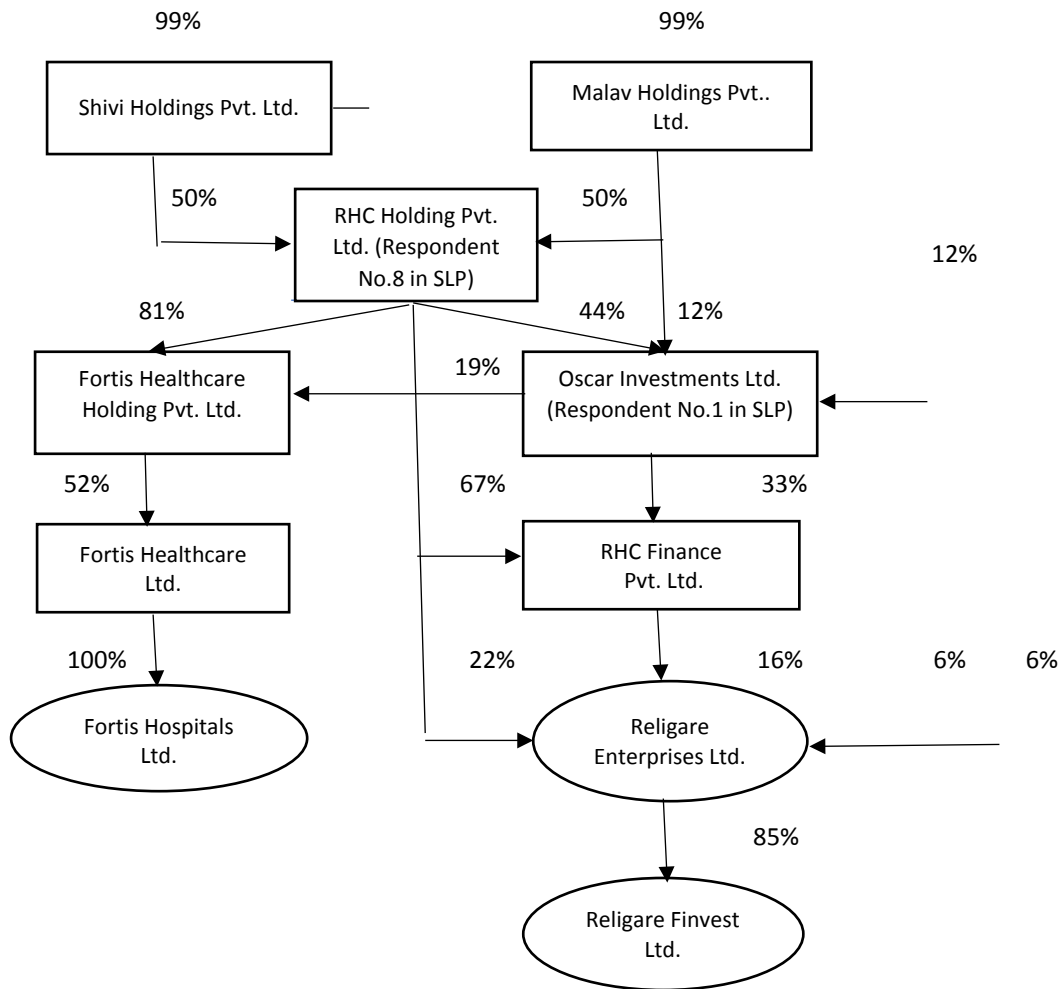 99%
99%
Shivi Holdings Pvt. Ltd.
Malav Holdings Pvt..
Ltd.
50%
50%
RHC Holding Pvt.
Ltd. (Respondent
No.8 in SLP)
12%
81%
44%
12%
Fortis Healthcare
Holding Pvt. Ltd.
19%
Oscar Investments Ltd.
(Respondent No.1 in SLP)
52%
67%
33%
Fortis Healthcare
Ltd.
RHC Finance
Pvt. Ltd.
100%
22%
16%
6%
6%
Fortis Hospitals
Ltd.
Religare
Enterprises Ltd.
85%
Religare Finvest
Ltd.